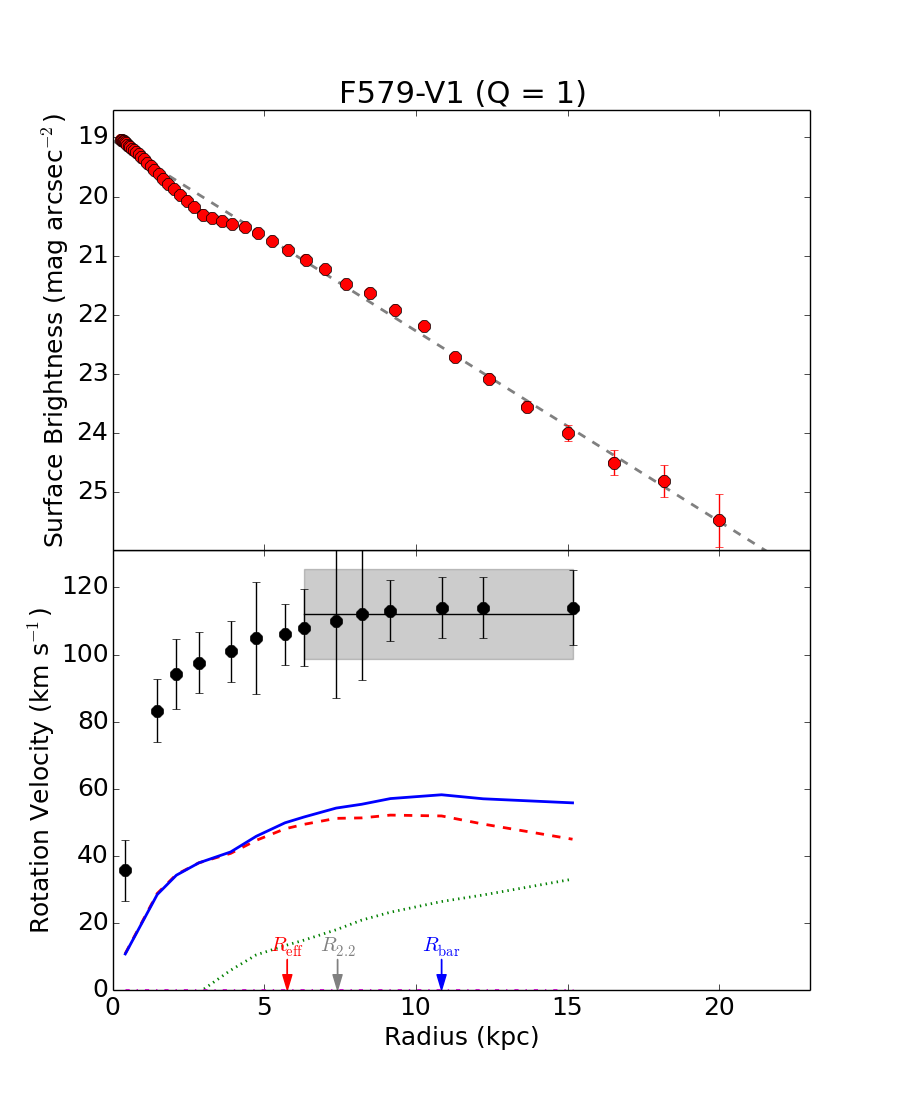 F579-V1 (Q = 1)
Surface Brightness (mag arcsec⁻²)
19
20
21
22
23
24
25
Rotation Velocity (km s⁻¹)
120
100
80
60
40
20
0
R_eff R_2.2 R_bar
0 5 10 15 20
Radius (kpc)